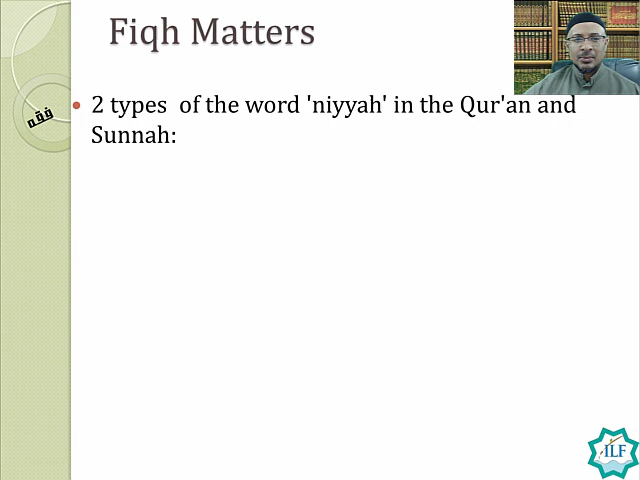 Fiqh Matters
فقه
2 types of the word 'niyyah' in the Qur'an and
Sunnah:
ILF